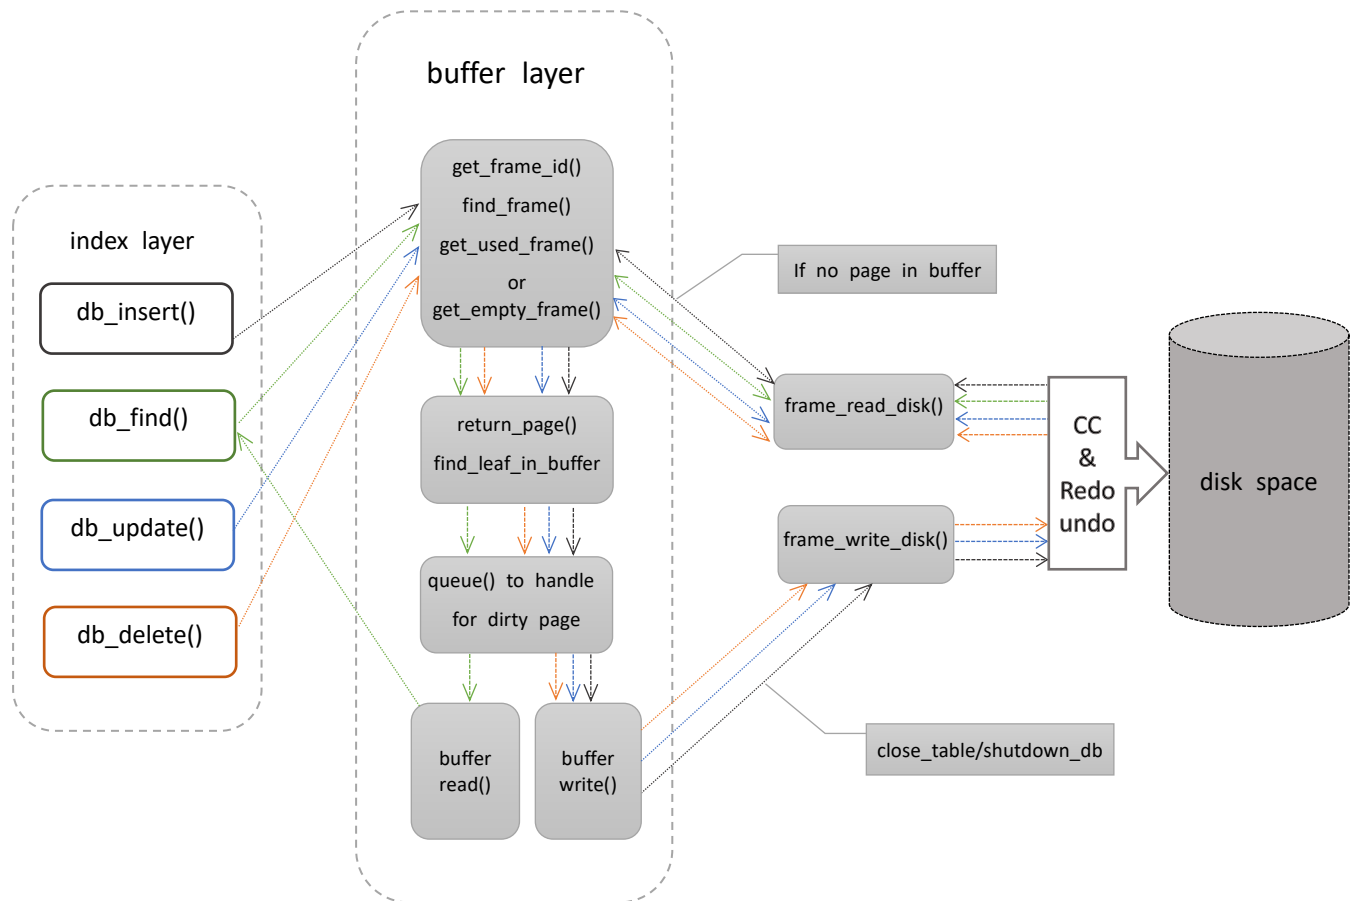 buffer layer
get_frame_id()
find_frame()
get_used_frame()
or
get_empty_frame()
index layer
db_insert()
db_find()
db_update()
db_delete()
return_page()
find_leaf_in_buffer
queue() to handle
for dirty page
buffer
read()
buffer
write()
If no page in buffer
frame_read_disk()
frame_write_disk()
close_table/shutdown_db
CC
&
Redo
undo
disk space